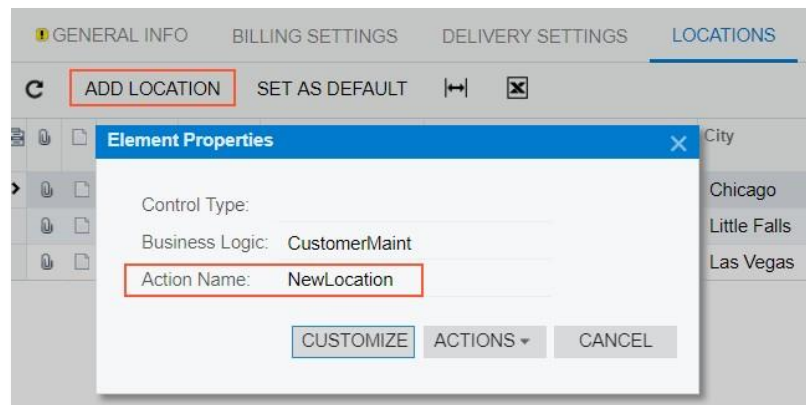 GENERAL INFO BILLING SETTINGS DELIVERY SETTINGS LOCATIONS
ADD LOCATION SET AS DEFAULT
Element Properties
City
Control Type:
Chicago
Business Logic: CustomerMaint
Little Falls
Action Name: NewLocation
Las Vegas
CUSTOMIZE ACTIONS CANCEL